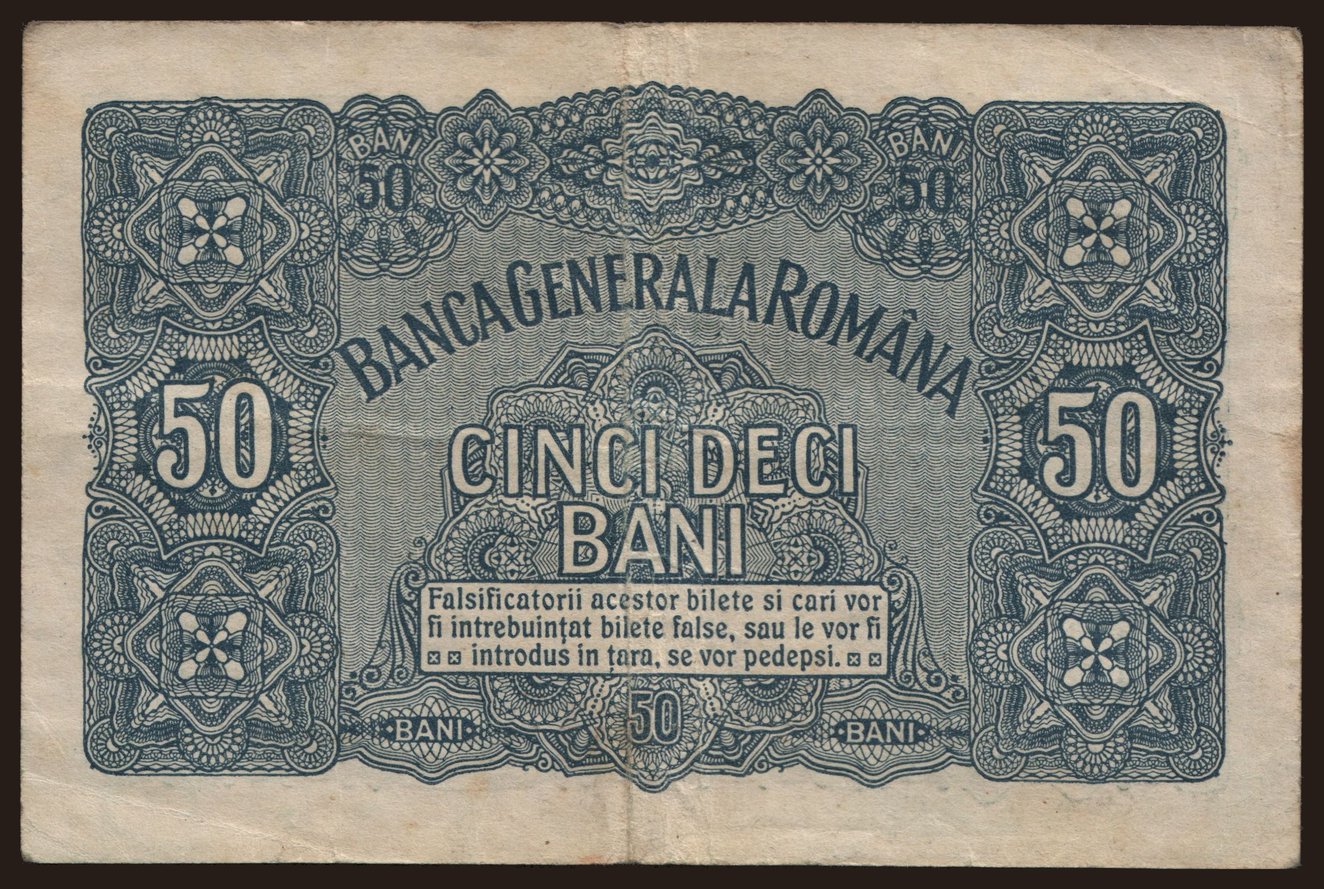 BANI
50
BANI
50
BANCA GENERALA ROMÂNA
50
50
CINCI DECI
BANI
Falsificatorii acestor bilete si cari vor
fi intrebuințat bilete false, sau le vor fi
introdus in țara, se vor pedepsi.
BANI
50
BANI